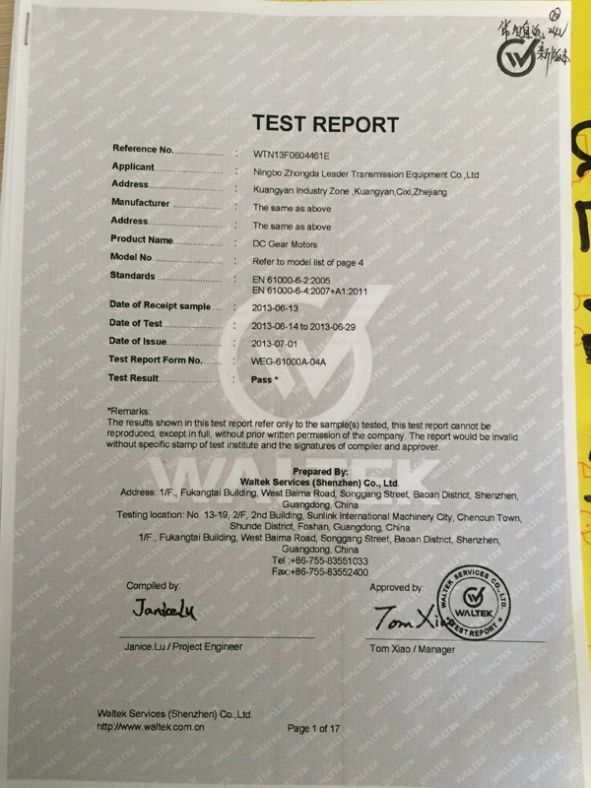 24V
新版本
TEST REPORT
Reference No. : WTN13F0604461E
Applicant : Ningbo Zhongda Leader Transmission Equipment Co.,Ltd
Address : Kuangyan Industry Zone ,Kuangyan,Cixi,Zhejiang
Manufacturer : The same as above
Address : The same as above
Product Name : DC Gear Motors
Model No : Refer to model list of page 4
Standards : EN 61000-6-2:2005
EN 61000-6-4:2007+A1:2011
Date of Receipt sample : 2013-06-13
Date of Test : 2013-06-14 to 2013-06-29
Date of Issue : 2013-07-01
Test Report Form No. : WEG-61000A-04A
Test Result : Pass *
*Remarks:
The results shown in this test report refer only to the sample(s) tested, this test report cannot be
reproduced, except in full, without prior written permission of the company. The report would be invalid
without specific stamp of test institute and the signatures of compiler and approver.
WALTEK
Prepared By:
Waltek Services (Shenzhen) Co., Ltd.
Address: 1/F., Fukangtai Building, West Baima Road, Songgang Street, Baoan District, Shenzhen,
Guangdong, China
Testing location: No. 13-19, 2/F, 2nd Building, Sunlink International Machinery City, Chencun Town,
Shunde District, Foshan, Guangdong, China
1/F., Fukangtai Building, West Baima Road, Songgang Street, Baoan District, Shenzhen,
Guangdong, China
Tel :+86-755-83551033
Fax:+86-755-83552400
Compiled by:
Approved by:
Janice Lu
Tom Xiao
WALTEK SERVICES CO., LTD.
WALTEK
TEST REPORT
Janice.Lu / Project Engineer
Tom Xiao / Manager
Waltek Services (Shenzhen) Co.,Ltd.
http://www.waltek.com.cn
Page 1 of 17